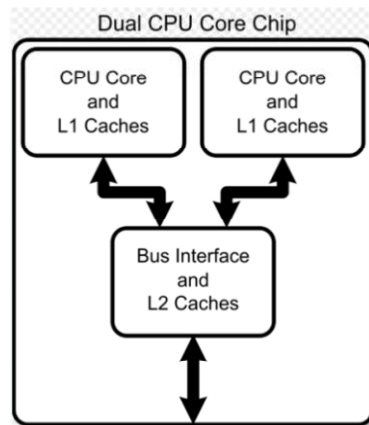 Dual CPU Core Chip
CPU Core
and
L1 Caches
CPU Core
and
L1 Caches
Bus Interface
and
L2 Caches